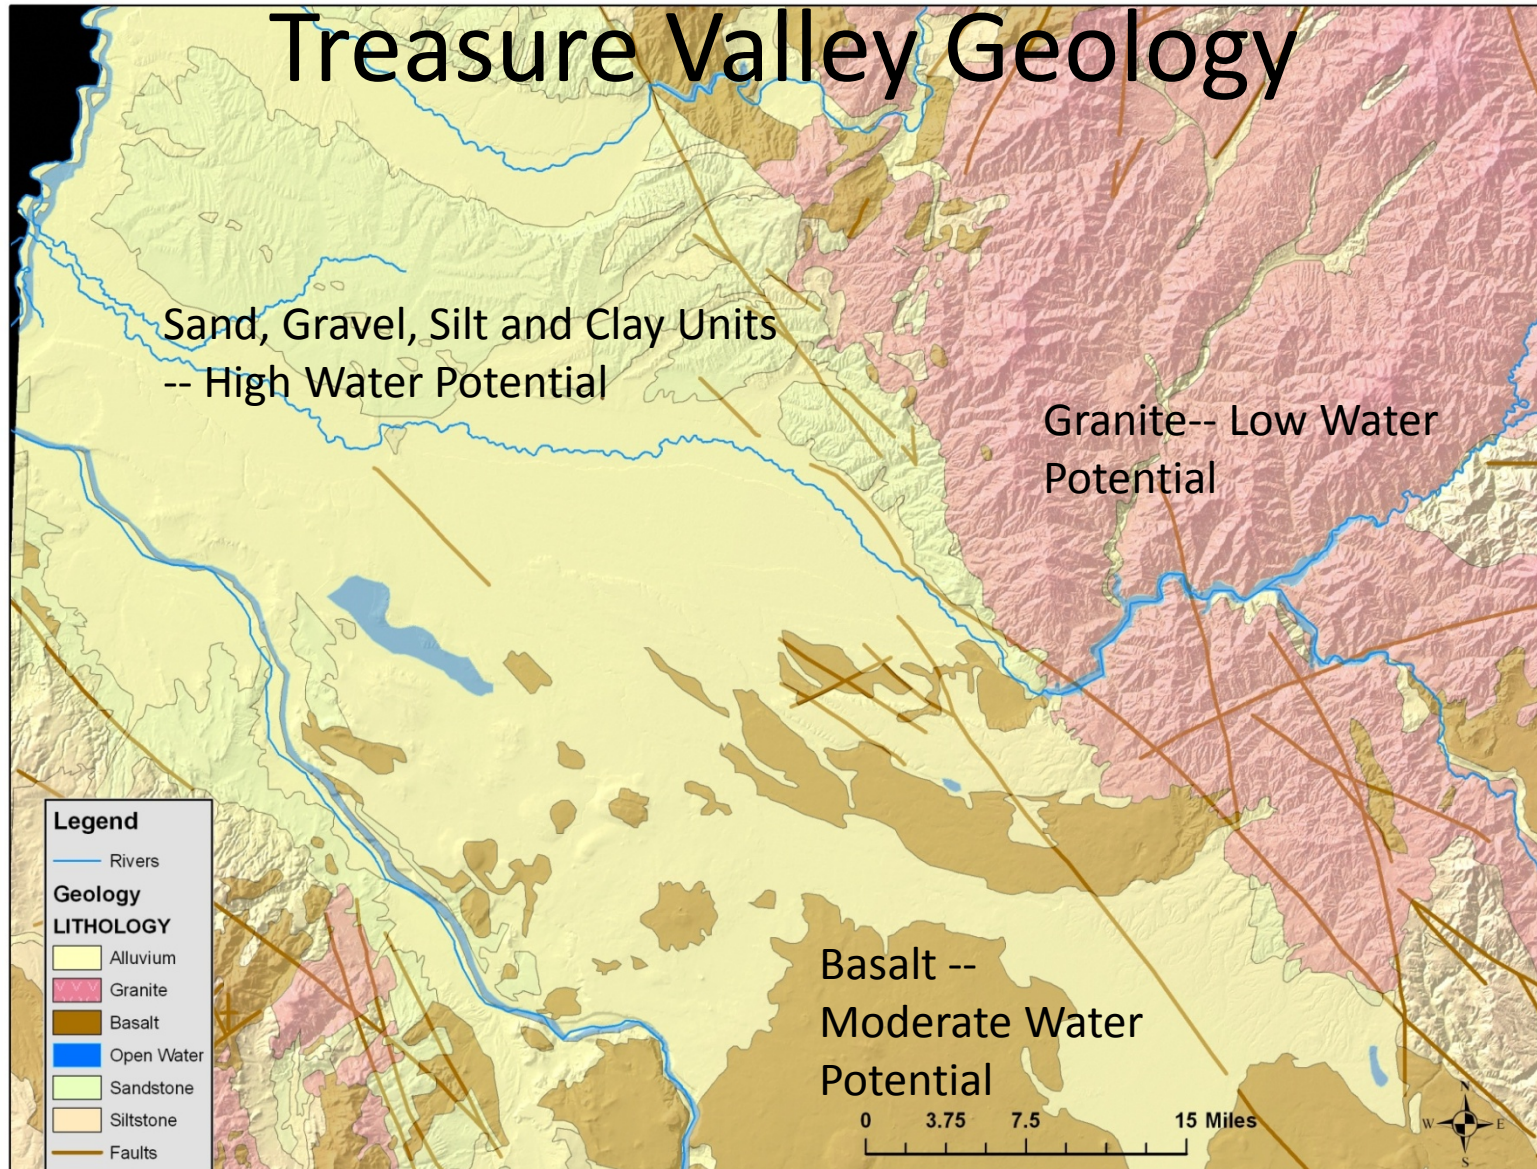 Treasure Valley Geology
Sand, Gravel, Silt and Clay Units
-- High Water Potential
Granite-- Low Water
Potential
Basalt --
Moderate Water
Potential
Legend
Rivers
Geology
LITHOLOGY
Alluvium
Granite
Basalt
Open Water
Sandstone
Siltstone
Faults
0 3.75 7.5 15 Miles
N
W E
S